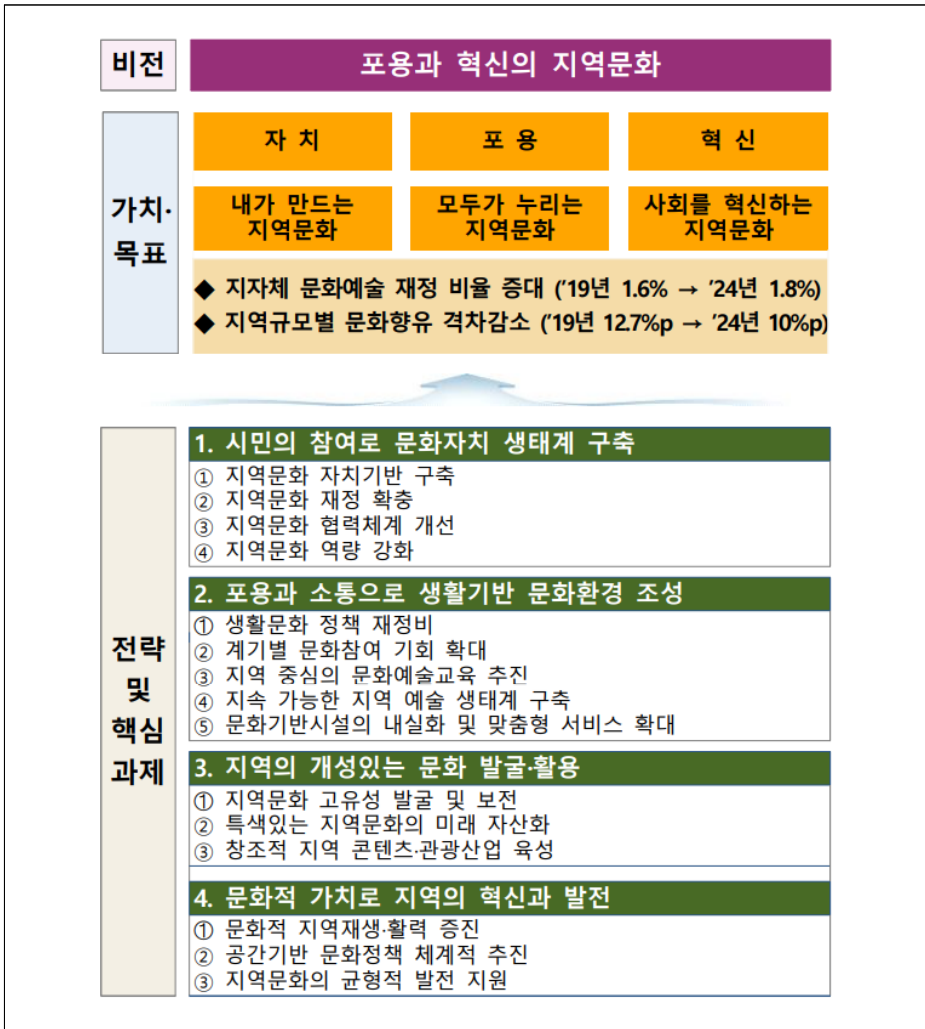 비전
포용과 혁신의 지역문화
가치·
목표
자 치
포 용
혁 신
내가 만드는
지역문화
모두가 누리는
지역문화
사회를 혁신하는
지역문화
◆ 지자체 문화예술 재정 비율 증대 ('19년 1.6% → '24년 1.8%)
◆ 지역규모별 문화향유 격차감소 ('19년 12.7%p → '24년 10%p)
전략
및
핵심
과제
1. 시민의 참여로 문화자치 생태계 구축
① 지역문화 자치기반 구축
② 지역문화 재정 확충
③ 지역문화 협력체계 개선
④ 지역문화 역량 강화
2. 포용과 소통으로 생활기반 문화환경 조성
① 생활문화 정책 재정비
② 계기별 문화참여 기회 확대
③ 지역 중심의 문화예술교육 추진
④ 지속 가능한 지역 예술 생태계 구축
⑤ 문화기반시설의 내실화 및 맞춤형 서비스 확대
3. 지역의 개성있는 문화 발굴·활용
① 지역문화 고유성 발굴 및 보전
② 특색있는 지역문화의 미래 자산화
③ 창조적 지역 콘텐츠·관광산업 육성
4. 문화적 가치로 지역의 혁신과 발전
① 문화적 지역재생·활력 증진
② 공간기반 문화정책 체계적 추진
③ 지역문화의 균형적 발전 지원